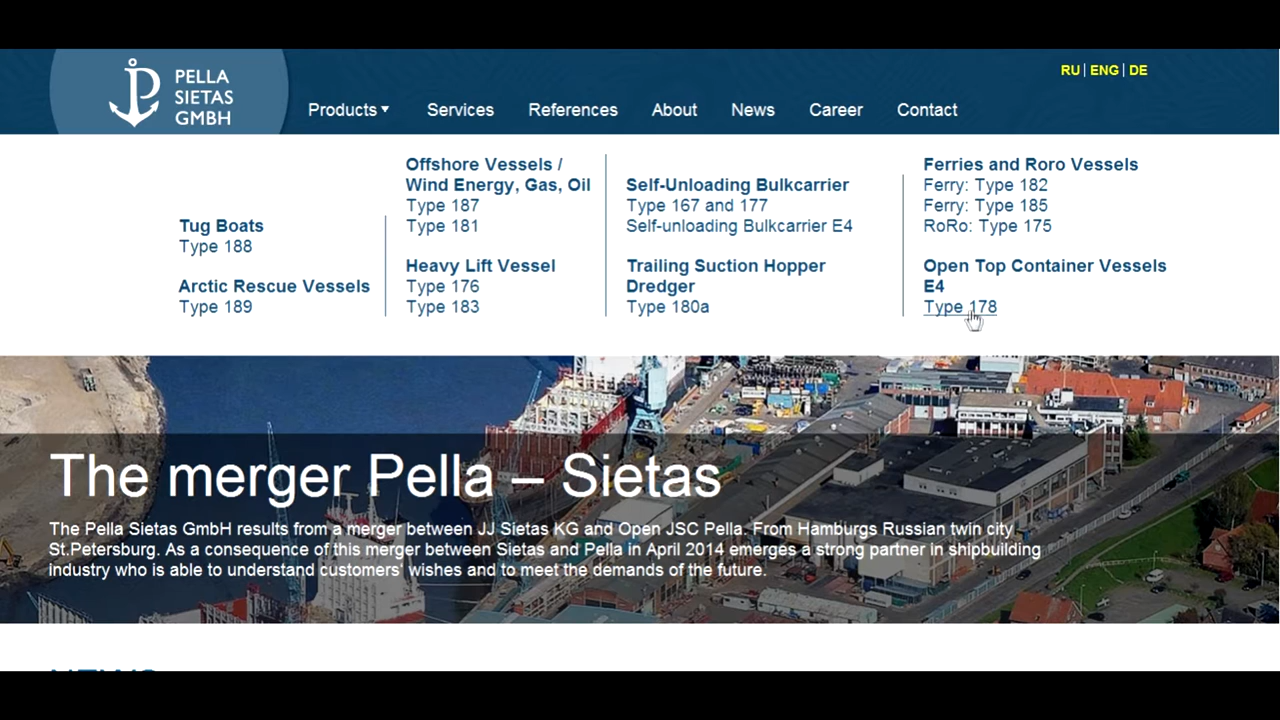 PELLA
SIETAS
GMBH
RU | ENG | DE
Products
Services
References
About
News
Career
Contact
Tug Boats
Type 188
Arctic Rescue Vessels
Type 189
Offshore Vessels /
Wind Energy, Gas, Oil
Type 187
Type 181
Heavy Lift Vessel
Type 176
Type 183
Self-Unloading Bulkcarrier
Type 167 and 177
Self-unloading Bulkcarrier E4
Trailing Suction Hopper
Dredger
Type 180a
Ferries and Roro Vessels
Ferry: Type 182
Ferry: Type 185
RoRo: Type 175
Open Top Container Vessels
E4
Type 178
The merger Pella – Sietas
The Pella Sietas GmbH results from a merger between JJ Sietas KG and Open JSC Pella. From Hamburgs Russian twin city
St.Petersburg. As a consequence of this merger between Sietas and Pella in April 2014 emerges a strong partner in shipbuilding
industry who is able to understand customers' wishes and to meet the demands of the future.